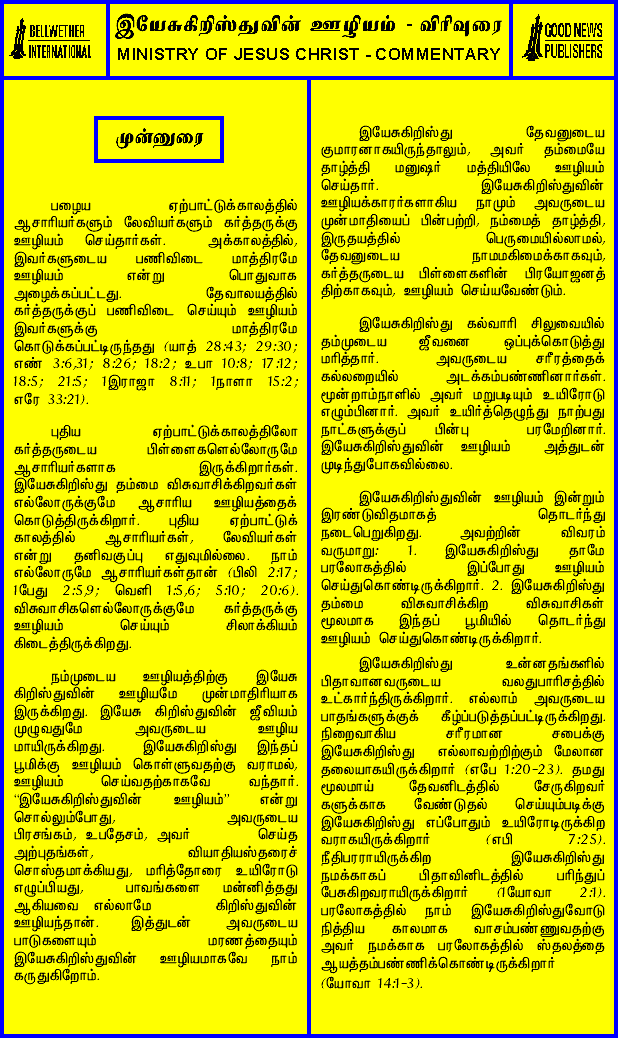 BELLWETHER
INTERNATIONAL
இயேசுகிறிஸ்துவின் ஊழியம் - விரிவுரை
MINISTRY OF JESUS CHRIST - COMMENTARY
GOOD NEWS
PUBLISHERS
முன்னுரை
பழைய ஏற்பாட்டுக்காலத்தில்
ஆசாரியர்களும் லேவியர்களும் கர்த்தருக்கு
ஊழியம் செய்தார்கள். அக்காலத்தில்,
இவர்களுடைய பணிவிடை மாத்திரமே
ஊழியம் என்று பொதுவாக
அழைக்கப்பட்டது. தேவாலயத்தில்
கர்த்தருக்குப் பணிவிடை செய்யும் ஊழியம்
இவர்களுக்கு மாத்திரமே
கொடுக்கப்பட்டிருந்தது (யாத் 28:43; 29:30;
எண் 3:6,31; 8:26; 18:2; உபா 10:8; 17:12;
18:5; 21:5; 1இராஜா 8:11; 1நாளா 15:2;
எரே 33:21).
புதிய ஏற்பாட்டுக்காலத்திலோ
கர்த்தருடைய பிள்ளைகளெல்லோருமே
ஆசாரியர்களாக இருக்கிறார்கள்.
இயேசுகிறிஸ்து தம்மை விசுவாசிக்கிறவர்கள்
எல்லோருக்குமே ஆசாரிய ஊழியத்தைக்
கொடுத்திருக்கிறார். புதிய ஏற்பாட்டுக்
காலத்தில் ஆசாரியர்கள், லேவியர்கள்
என்று தனிவகுப்பு எதுவுமில்லை. நாம்
எல்லோருமே ஆசாரியர்கள்தான் (பிலி 2:17;
1பேது 2:5,9; வெளி 1:5,6; 5:10; 20:6).
விசுவாசிகளெல்லோருக்குமே கர்த்தருக்கு
ஊழியம் செய்யும் சிலாக்கியம்
கிடைத்திருக்கிறது.
நம்முடைய ஊழியத்திற்கு இயேசு
கிறிஸ்துவின் ஊழியமே முன்மாதிரியாக
இருக்கிறது. இயேசு கிறிஸ்துவின் ஜீவியம்
முழுவதுமே அவருடைய ஊழிய
மாயிருக்கிறது. இயேசுகிறிஸ்து இந்தப்
பூமிக்கு ஊழியம் கொள்ளுவதற்கு வராமல்,
ஊழியம் செய்வதற்காகவே வந்தார்.
“இயேசுகிறிஸ்துவின் ஊழியம்” என்று
சொல்லும்போது, அவருடைய
பிரசங்கம், உபதேசம், அவர் செய்த
அற்புதங்கள், வியாதியஸ்தரைச்
சொஸ்தமாக்கியது, மரித்தோரை உயிரோடு
எழுப்பியது, பாவங்களை மன்னித்தது
ஆகியவை எல்லாமே கிறிஸ்துவின்
ஊழியந்தான். இத்துடன் அவருடைய
பாடுகளையும் மரணத்தையும்
இயேசுகிறிஸ்துவின் ஊழியமாகவே நாம்
கருதுகிறோம்.
இயேசுகிறிஸ்து தேவனுடைய
குமாரனாகயிருந்தாலும், அவர் தம்மையே
தாழ்த்தி மனுஷர் மத்தியிலே ஊழியம்
செய்தார். இயேசுகிறிஸ்துவின்
ஊழியக்காரர்களாகிய நாமும் அவருடைய
முன்மாதியைப் பின்பற்றி, நம்மைத் தாழ்த்தி,
இருதயத்தில் பெருமையில்லாமல்,
தேவனுடைய நாமமகிமைக்காகவும்,
கர்த்தருடைய பிள்ளைகளின் பிரயோஜனத்
திற்காகவும், ஊழியம் செய்யவேண்டும்.
இயேசுகிறிஸ்து கல்வாரி சிலுவையில்
தம்முடைய ஜீவனை ஒப்புக்கொடுத்து
மரித்தார். அவருடைய சரீரத்தைக்
கல்லறையில் அடக்கம்பண்ணினார்கள்.
மூன்றாம்நாளில் அவர் மறுபடியும் உயிரோடு
எழும்பினார். அவர் உயிர்த்தெழுந்து நாற்பது
நாட்களுக்குப் பின்பு பரமேறினார்.
இயேசுகிறிஸ்துவின் ஊழியம் அத்துடன்
முடிந்துபோகவில்லை.
இயேசுகிறிஸ்துவின் ஊழியம் இன்றும்
இரண்டுவிதமாகத் தொடர்ந்து
நடைபெறுகிறது. அவற்றின் விவரம்
வருமாறு: 1. இயேசுகிறிஸ்து தாமே
பரலோகத்தில் இப்போது ஊழியம்
செய்துகொண்டிருக்கிறார். 2. இயேசுகிறிஸ்து
தம்மை விசுவாசிக்கிற விசுவாசிகள்
மூலமாக இந்தப் பூமியில் தொடர்ந்து
ஊழியம் செய்துகொண்டிருக்கிறார்.
இயேசுகிறிஸ்து உன்னதங்களில்
பிதாவானவருடைய வலதுபாரிசத்தில்
உட்கார்ந்திருக்கிறார். எல்லாம் அவருடைய
பாதங்களுக்குக் கீழ்ப்படுத்தப்பட்டிருக்கிறது.
நிறைவாகிய சரீரமான சபைக்கு
இயேசுகிறிஸ்து எல்லாவற்றிற்கும் மேலான
தலையாகயிருக்கிறார் (எபே 1:20-23). தமது
மூலமாய் தேவனிடத்தில் சேருகிறவர்
களுக்காக வேண்டுதல் செய்யும்படிக்கு
இயேசுகிறிஸ்து எப்போதும் உயிரோடிருக்கிற
வராகயிருக்கிறார் (எபி 7:25).
நீதிபரராயிருக்கிற இயேசுகிறிஸ்து
நமக்காகப் பிதாவினிடத்தில் பரிந்துப்
பேசுகிறவராயிருக்கிறார் (1யோவா 2:1).
பரலோகத்தில் நாம் இயேசுகிறிஸ்துவோடு
நித்திய காலமாக வாசம்பண்ணுவதற்கு
அவர் நமக்காக பரலோகத்தில் ஸ்தலத்தை
ஆயத்தம்பண்ணிக்கொண்டிருக்கிறார்
(யோவா 14:1-3).